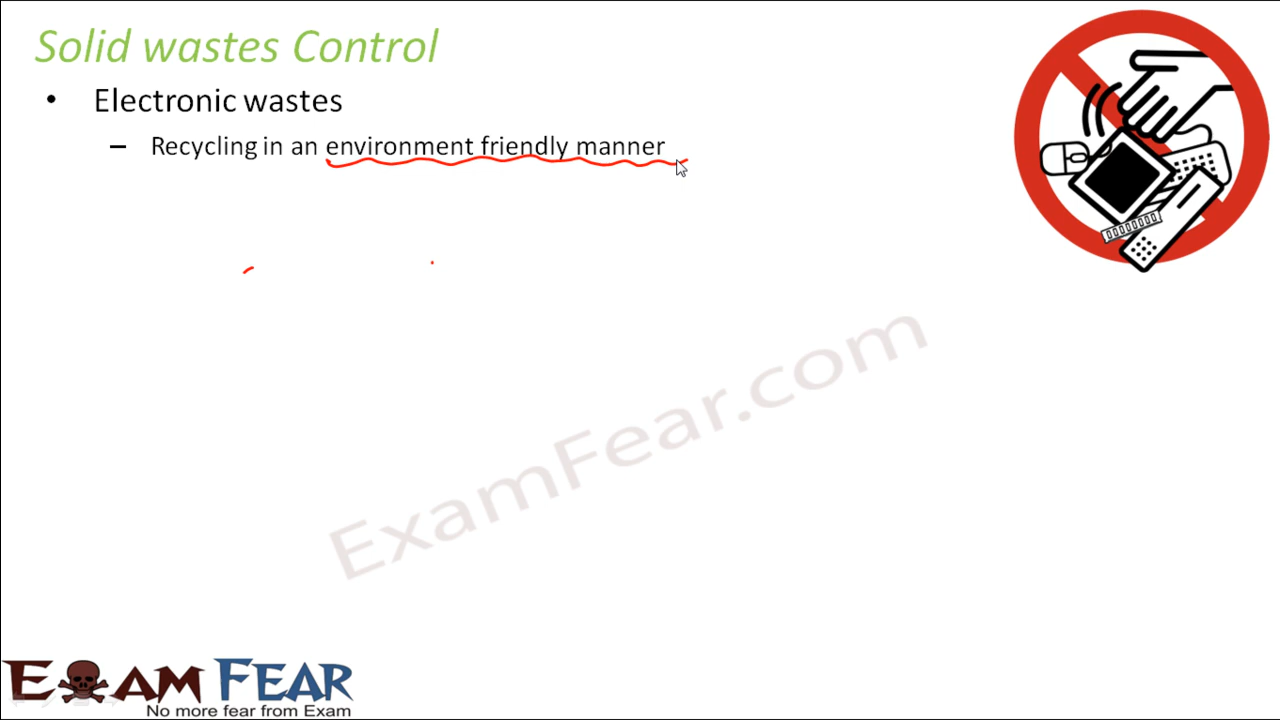 Solid wastes Control
• Electronic wastes
– Recycling in an environment friendly manner
ExamFear.com
EXAM FEAR
No more fear from Exam